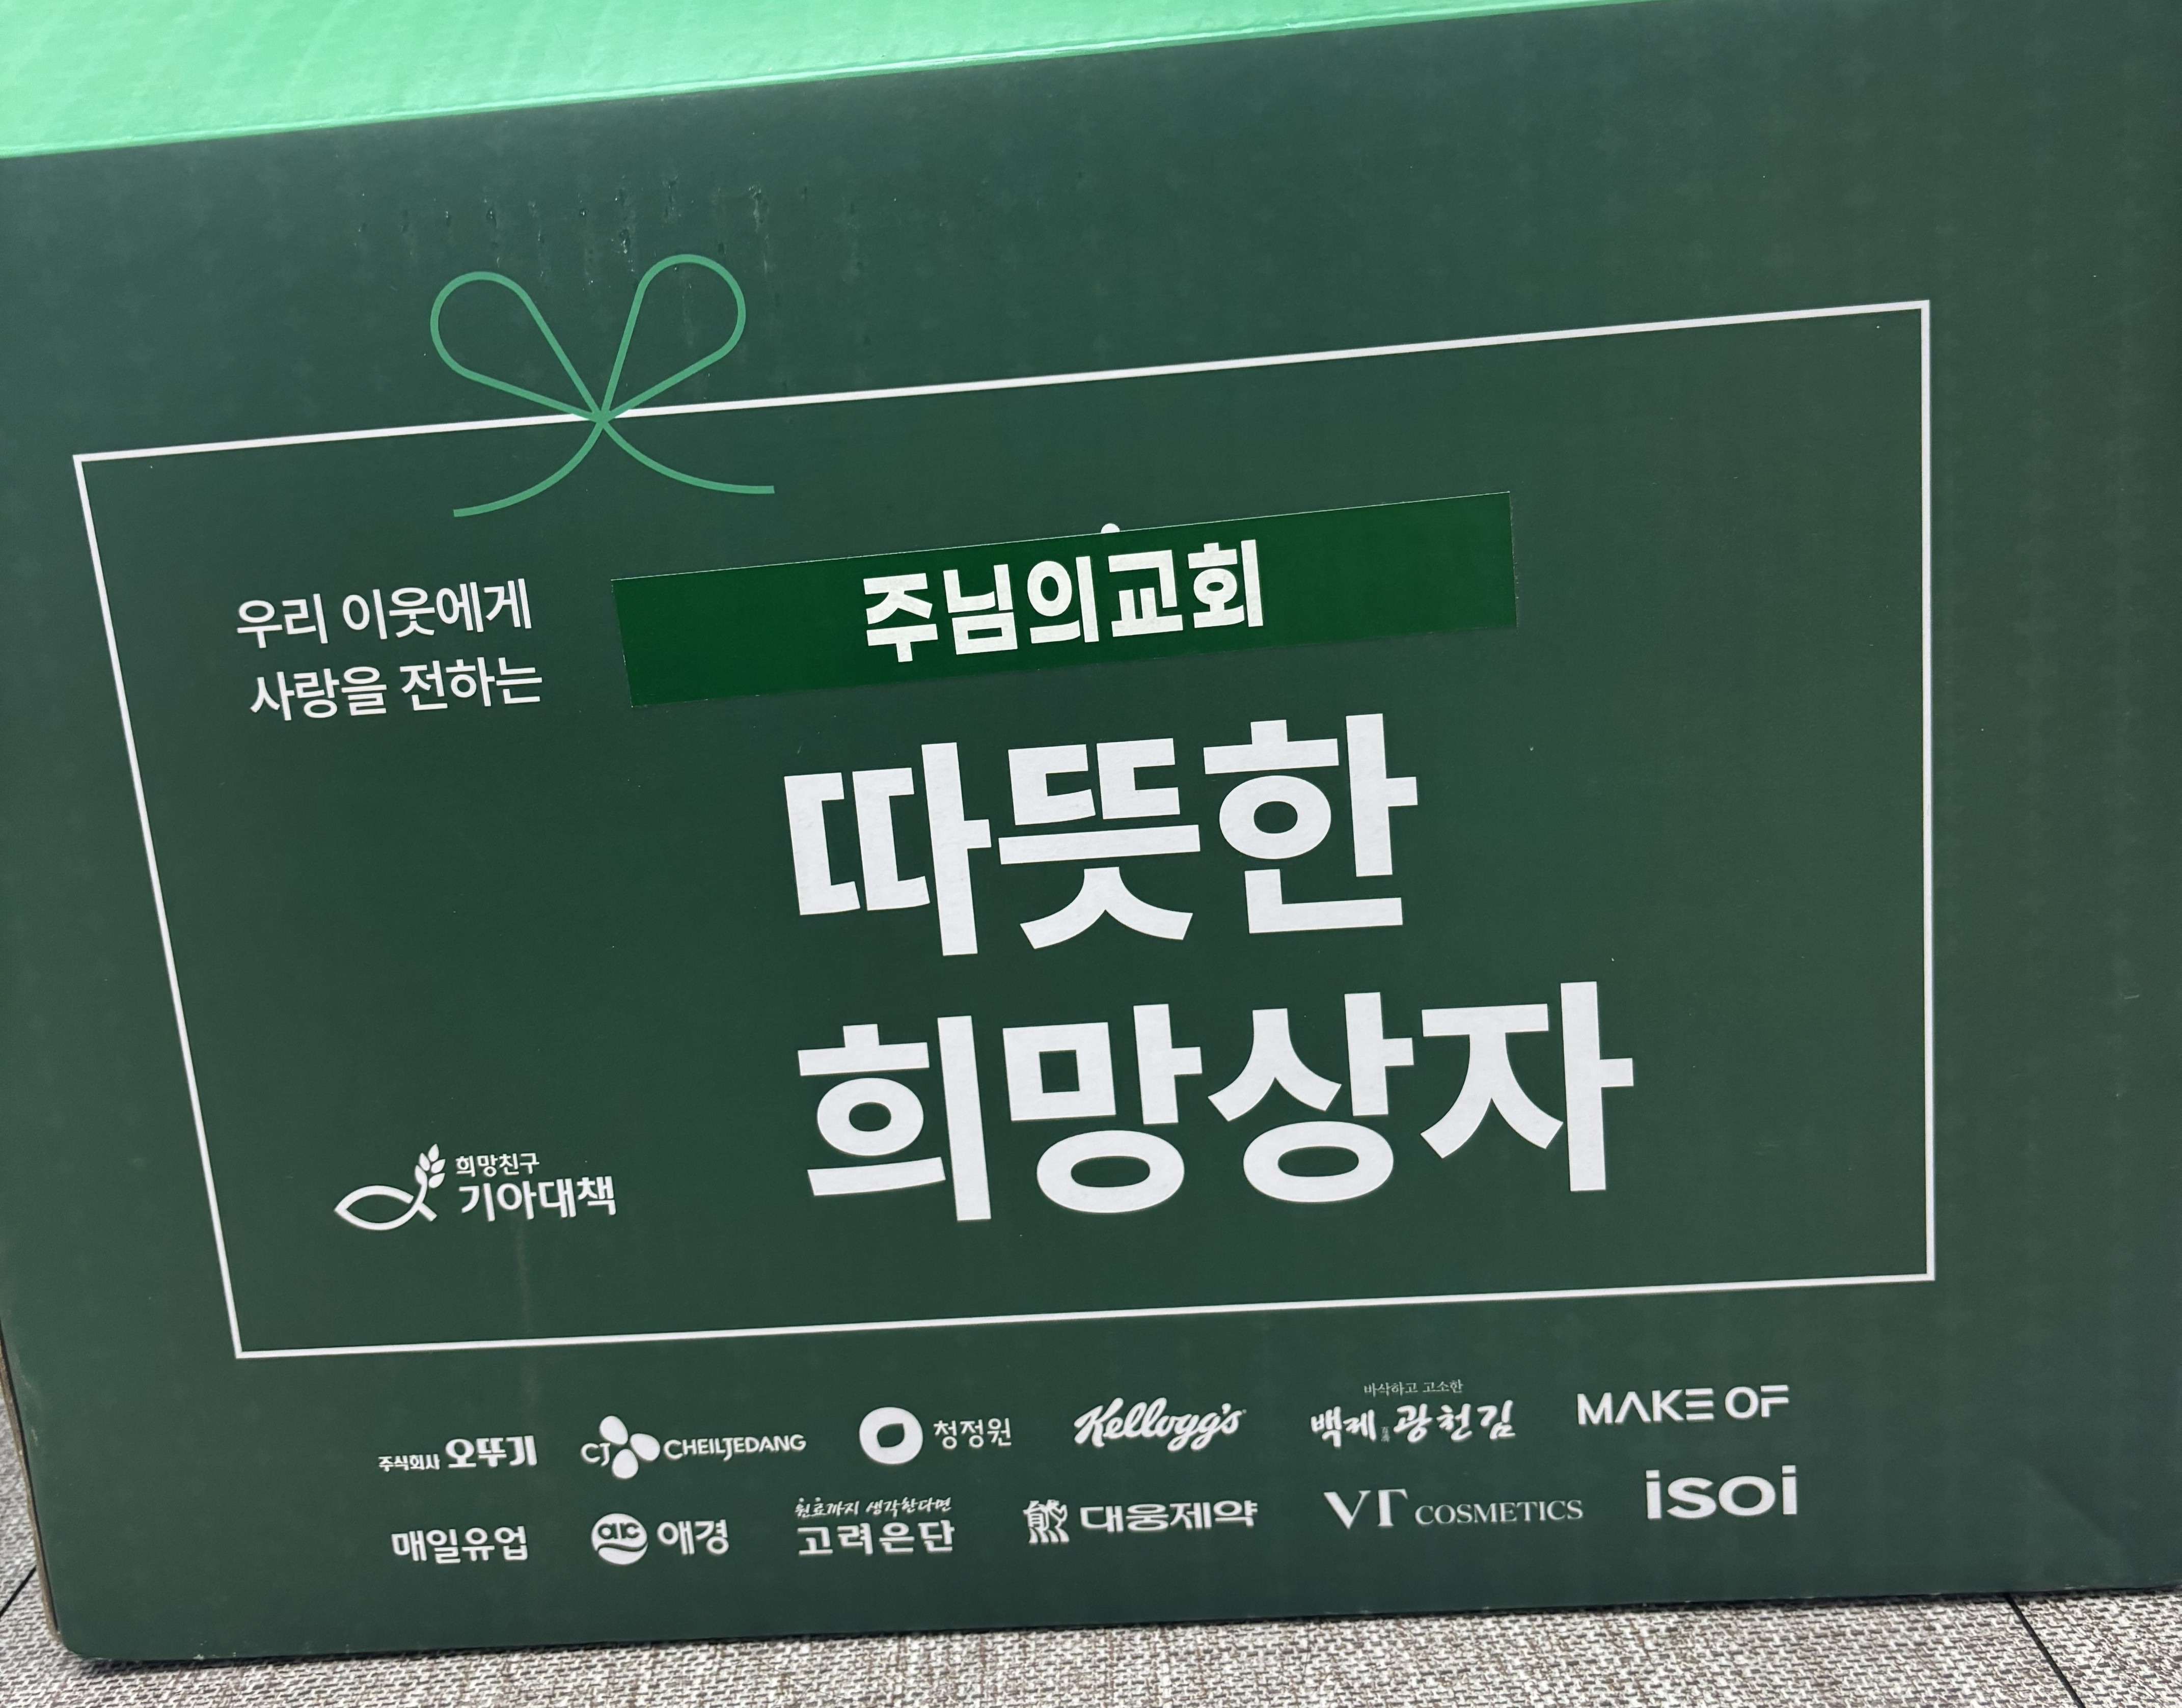 우리 이웃에게
사랑을 전하는
주님의교회
따뜻한
희망상자
희망친구
기아대책
주식회사 오뚜기
CJ CHEILJEDANG
청정원
Kellogg's
바삭하고 고소한
백제 광천김
MAKE OF
매일유업
애경
원료까지 생각한다면
고려은단
대웅제약
VT COSMETICS
isoi